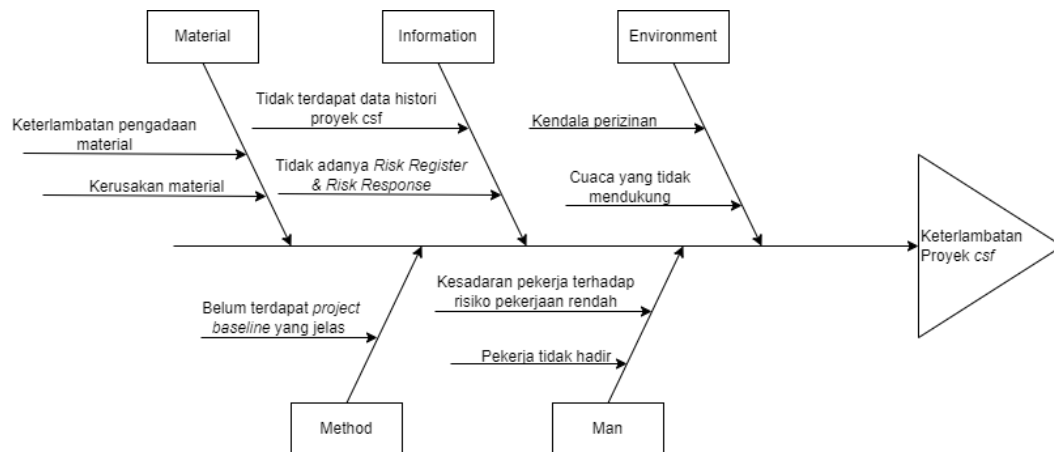 Material
Information
Environment
Tidak terdapat data histori
proyek csf
Kendala perizinan
Keterlambatan pengadaan
material
Tidak adanya Risk Register
& Risk Response
Kerusakan material
Cuaca yang tidak
mendukung
Keterlambatan
Proyek csf
Kesadaran pekerja terhadap
risiko pekerjaan rendah
Belum terdapat project
baseline yang jelas
Pekerja tidak hadir
Method
Man